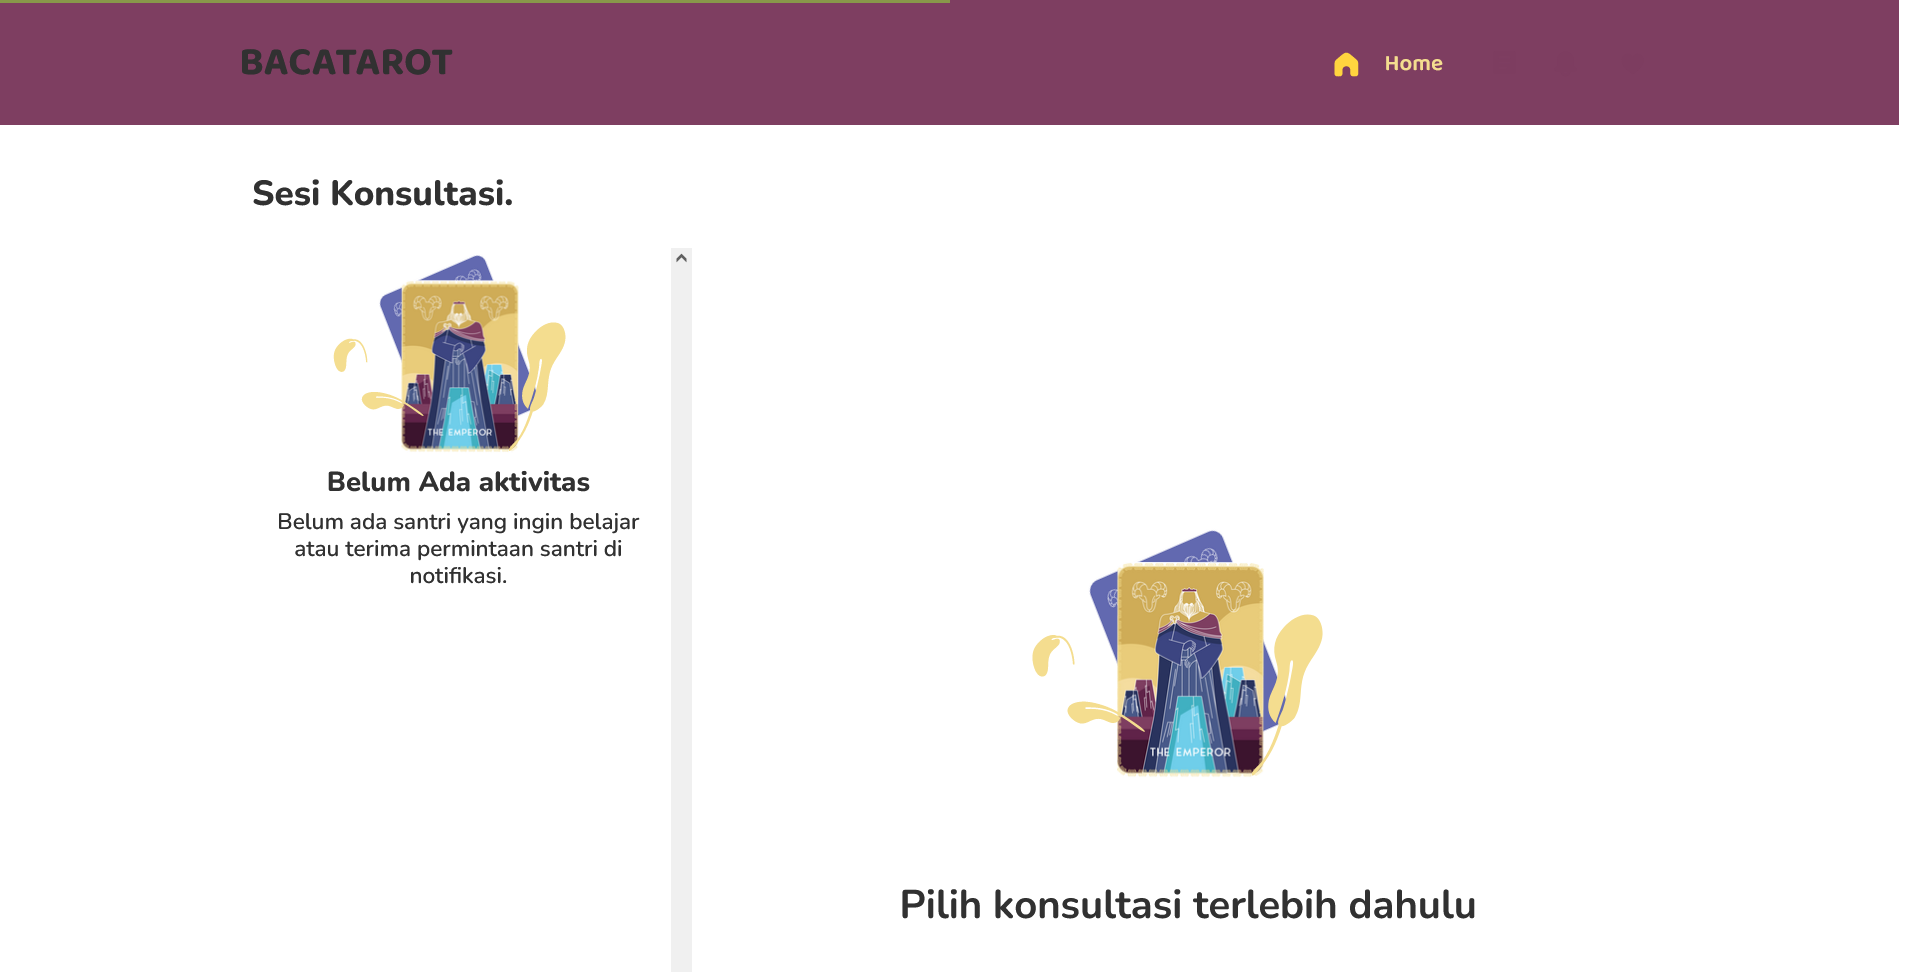 BACATAROT
Home
Sesi Konsultasi.
THE EMPEROR
Belum Ada aktivitas
Belum ada santri yang ingin belajar
atau terima permintaan santri di
notifikasi.
THE EMPEROR
Pilih konsultasi terlebih dahulu